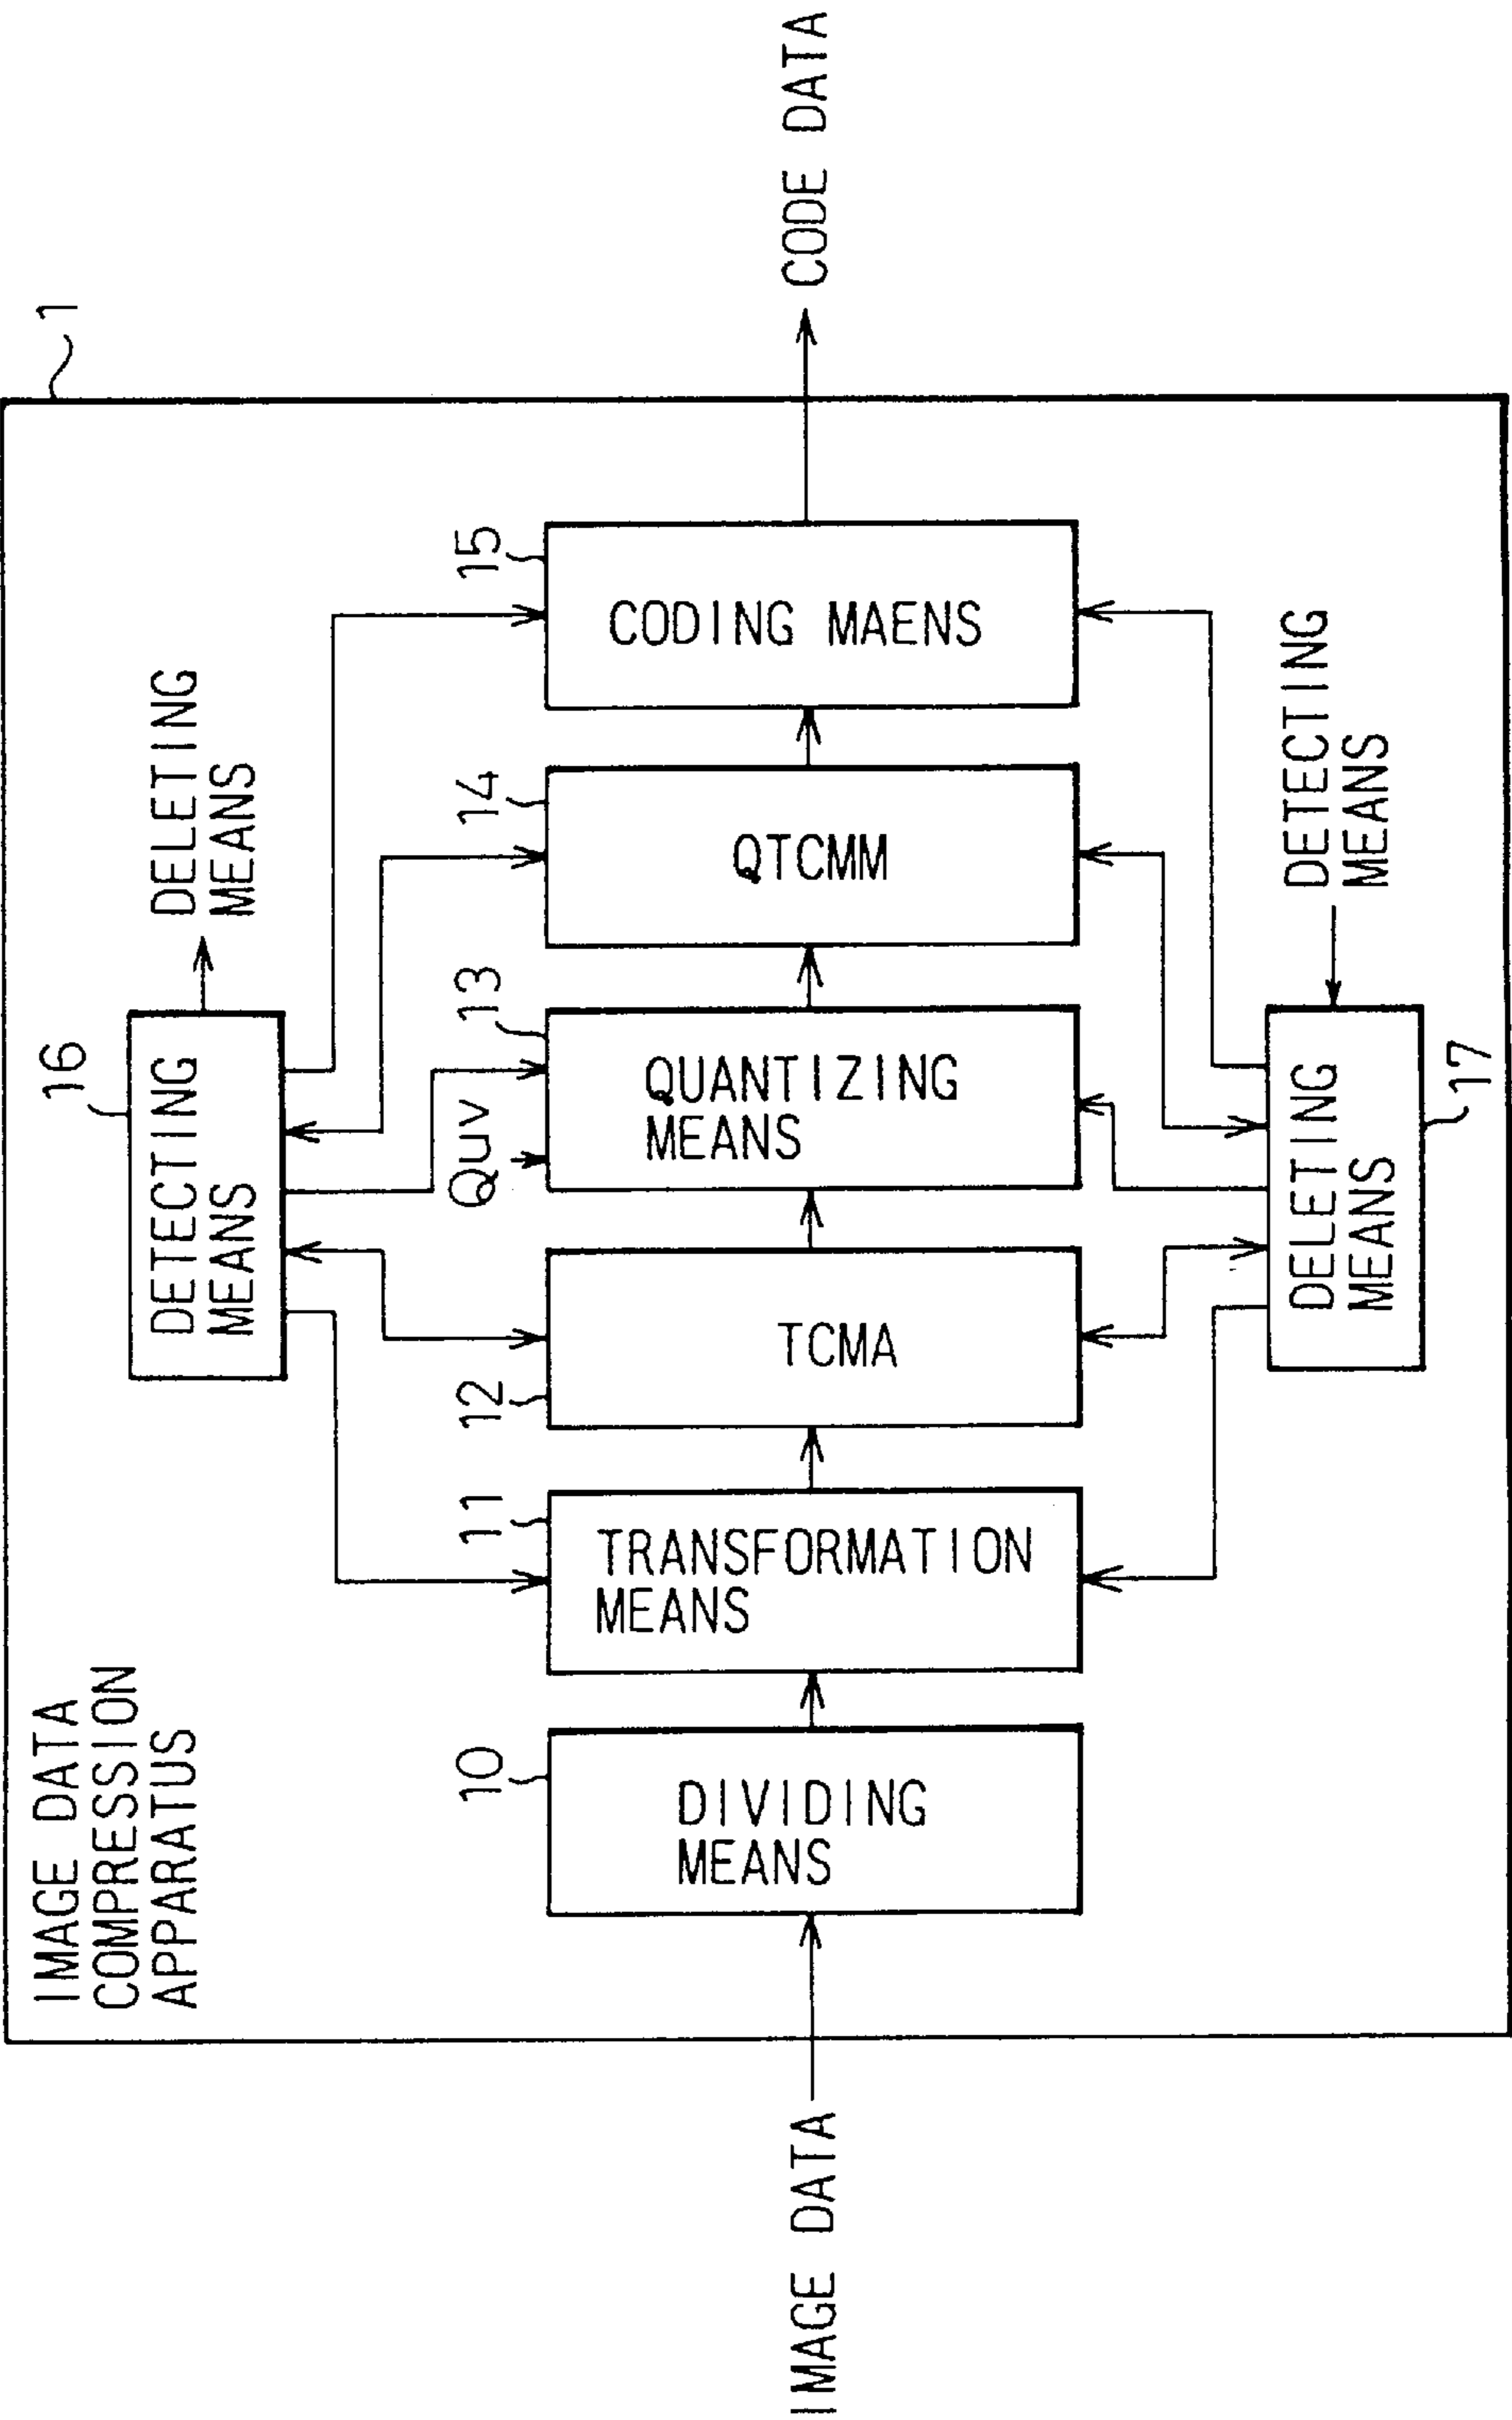 1
IMAGE DATA
COMPRESSION
APPARATUS
16
DETECTING
MEANS
DELETING
MEANS
Quv
10
DIVIDING
MEANS
11
TRANSFORMATION
MEANS
12
TCMA
13
QUANTIZING
MEANS
14
QTCMM
15
CODING MAENS
IMAGE DATA
CODE DATA
DELETING
MEANS
17
DETECTING
MEANS